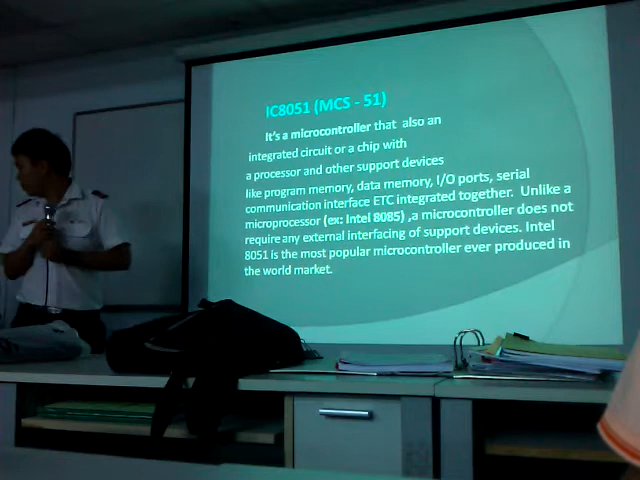 IC8051 (MCS - 51)
It's a microcontroller that also an
integrated circuit or a chip with
a processor and other support devices
like program memory, data memory, I/O ports, serial
communication interface ETC integrated together. Unlike a
microprocessor (ex: Intel 8085) ,a microcontroller does not
require any external interfacing of support devices. Intel
8051 is the most popular microcontroller ever produced in
the world market.